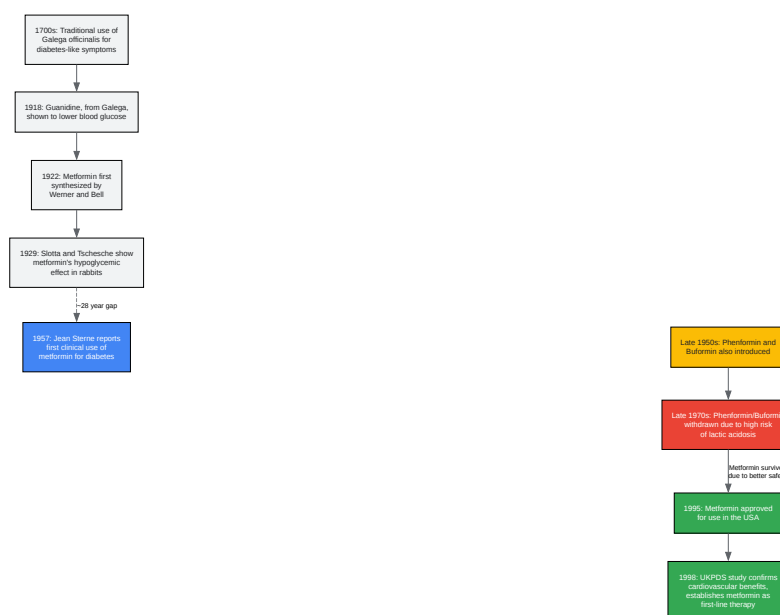 1700s: Traditional use of
Galega officinalis for
diabetes-like symptoms
1918: Guanidine, from Galega,
shown to lower blood glucose
1922: Metformin first
synthesized by
Werner and Bell
1929: Slotta and Tschesche show
metformin's hypoglycemic
effect in rabbits
~28 year gap
1957: Jean Sterne reports
first clinical use of
metformin for diabetes
Late 1950s: Phenformin and
Buformin also introduced
Late 1970s: Phenformin/Buformi
withdrawn due to high risk
of lactic acidosis
Metformin survive
due to better safe
1995: Metformin approved
for use in the USA
1998: UKPDS study confirms
cardiovascular benefits,
establishes metformin as
first-line therapy